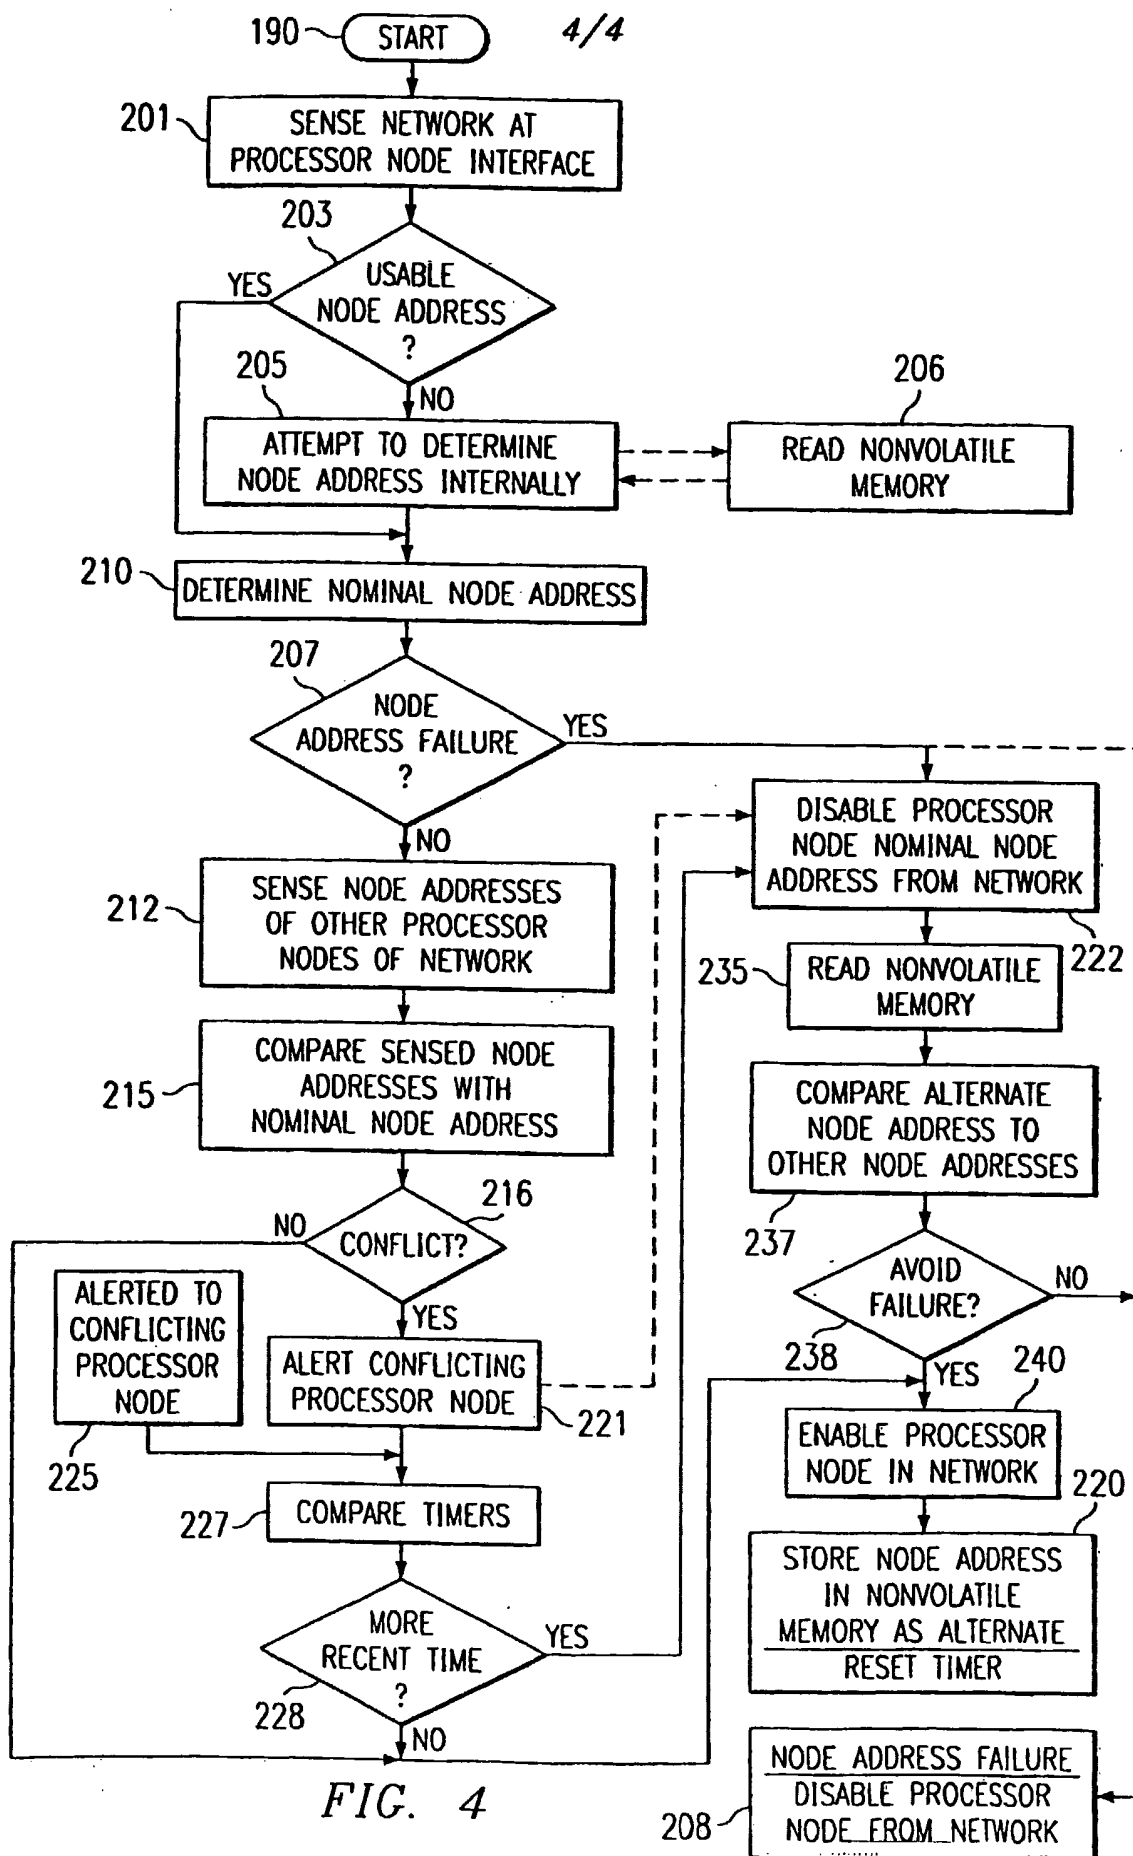 190
START
4/4
201
SENSE NETWORK AT
PROCESSOR NODE INTERFACE
203
YES
USABLE
NODE ADDRESS
?
205
NO
206
ATTEMPT TO DETERMINE
NODE ADDRESS INTERNALLY
READ NONVOLATILE
MEMORY
210
DETERMINE NOMINAL NODE ADDRESS
207
NODE
ADDRESS FAILURE
?
YES
NO
212
SENSE NODE ADDRESSES
OF OTHER PROCESSOR
NODES OF NETWORK
215
COMPARE SENSED NODE
ADDRESSES WITH
NOMINAL NODE ADDRESS
216
NO
CONFLICT?
YES
ALERTED TO
CONFLICTING
PROCESSOR
NODE
225
ALERT CONFLICTING
PROCESSOR NODE
221
227
COMPARE TIMERS
MORE
RECENT TIME
?
YES
228
NO
DISABLE PROCESSOR
NODE NOMINAL NODE
ADDRESS FROM NETWORK
222
235
READ NONVOLATILE
MEMORY
COMPARE ALTERNATE
NODE ADDRESS TO
OTHER NODE ADDRESSES
237
AVOID
FAILURE?
NO
238
YES
240
ENABLE PROCESSOR
NODE IN NETWORK
220
STORE NODE ADDRESS
IN NONVOLATILE
MEMORY AS ALTERNATE
RESET TIMER
NODE ADDRESS FAILURE
DISABLE PROCESSOR
NODE FROM NETWORK
208
FIG. 4